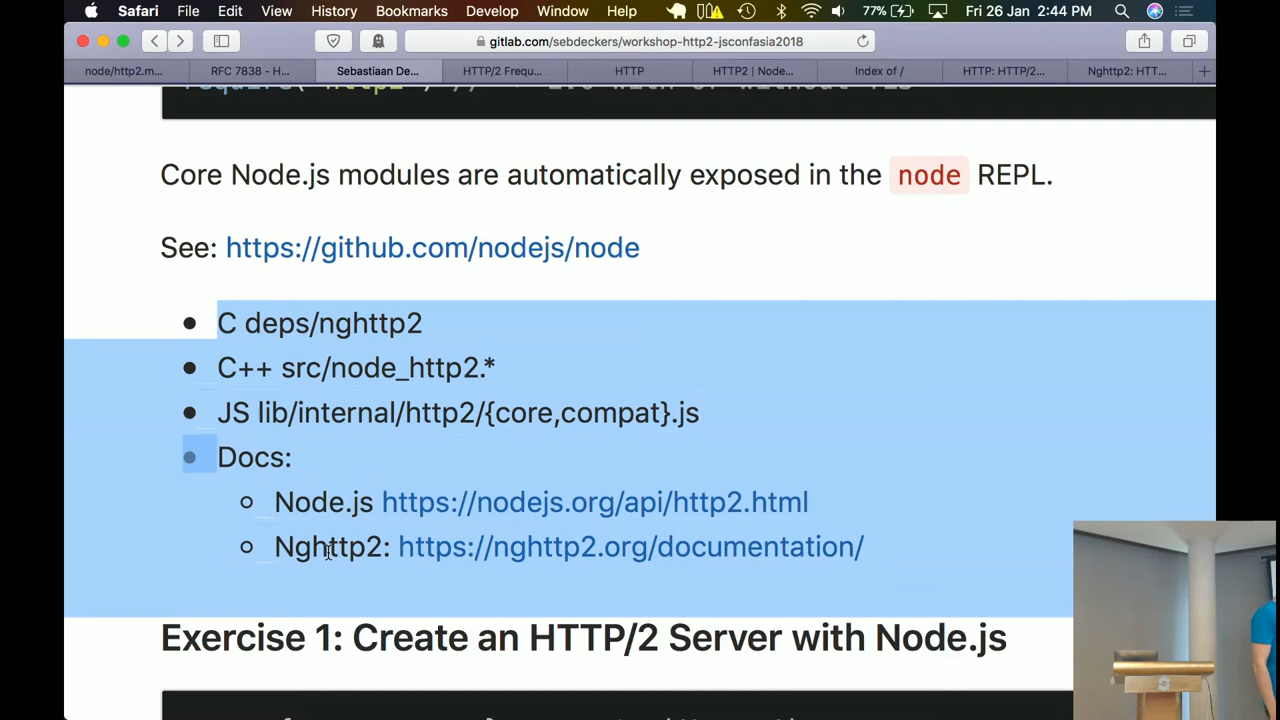 Safari File Edit View History Bookmarks Develop Window Help 77% Fri 26 Jan 2:44 PM
gitlab.com/sebdeckers/workshop-http2-jsconfasia2018
node/http2.m... RFC 7838 - H... Sebastiaan De... HTTP/2 Frequ... HTTP HTTP2 | Node... Index of / HTTP: HTTP/2... Nghttp2: HTT...
Core Node.js modules are automatically exposed in the node REPL.
See: https://github.com/nodejs/node
C deps/nghttp2
C++ src/node_http2.*
JS lib/internal/http2/{core,compat}.js
Docs:
Node.js https://nodejs.org/api/http2.html
Nghttp2: https://nghttp2.org/documentation/
Exercise 1: Create an HTTP/2 Server with Node.js